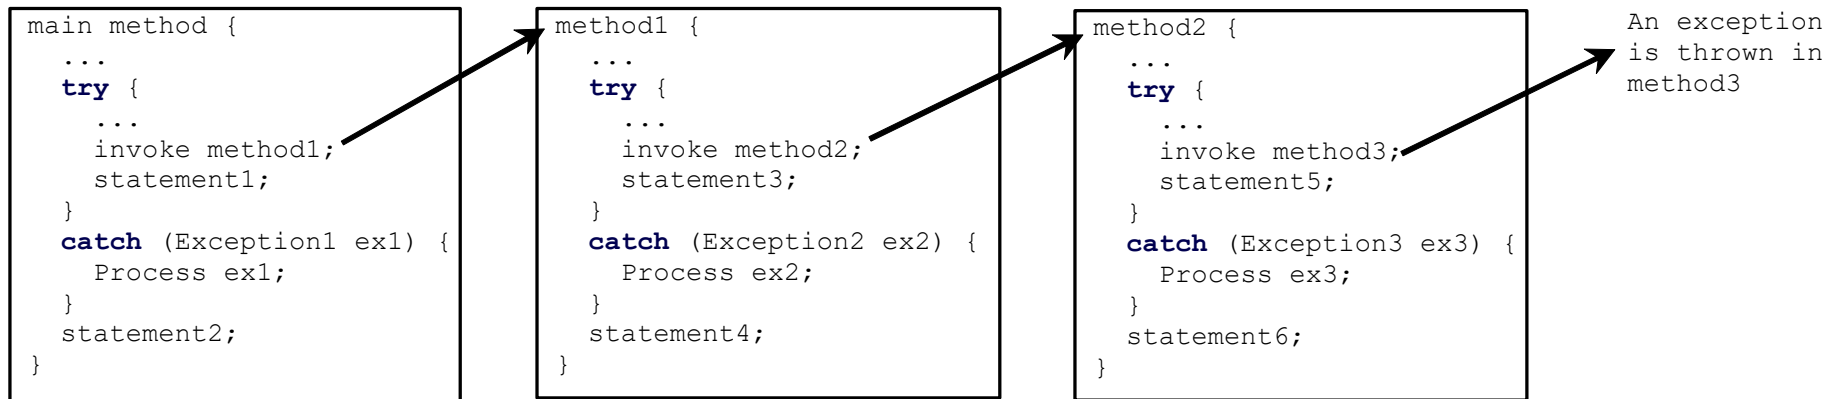 main method {
  ...
  try {
    ...
    invoke method1;
    statement1;
  }
  catch (Exception1 ex1) {
    Process ex1;
  }
  statement2;
}
method1 {
  ...
  try {
    ...
    invoke method2;
    statement3;
  }
  catch (Exception2 ex2) {
    Process ex2;
  }
  statement4;
}
method2 {
  ...
  try {
    ...
    invoke method3;
    statement5;
  }
  catch (Exception3 ex3) {
    Process ex3;
  }
  statement6;
}
An exception
is thrown in
method3